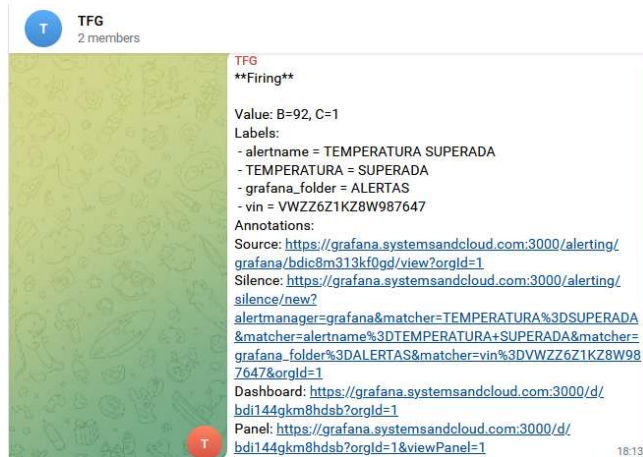 T
TFG
2 members
TFG
**Firing**
Value: B=92, C=1
Labels:
- alertname = TEMPERATURA SUPERADA
- TEMPERATURA = SUPERADA
- grafana_folder = ALERTAS
- vin = VWZZ6Z1KZ8W987647
Annotations:
Source: https://grafana.systemsandcloud.com:3000/alerting/
grafana/bdic8m313kf0gd/view?orgId=1
Silence: https://grafana.systemsandcloud.com:3000/alerting/
silence/new?
alertmanager=grafana&matcher=TEMPERATURA%3DSUPERADA
&matcher=alertname%3DTEMPERATURA+SUPERADA&matcher=
grafana_folder%3DALERTAS&matcher=vin%3DVWZZ6Z1KZ8W98
7647&orgId=1
Dashboard: https://grafana.systemsandcloud.com:3000/d/
bdi144gkm8hdsb?orgId=1
Panel: https://grafana.systemsandcloud.com:3000/d/
bdi144gkm8hdsb?orgId=1&viewPanel=1
T
18:13